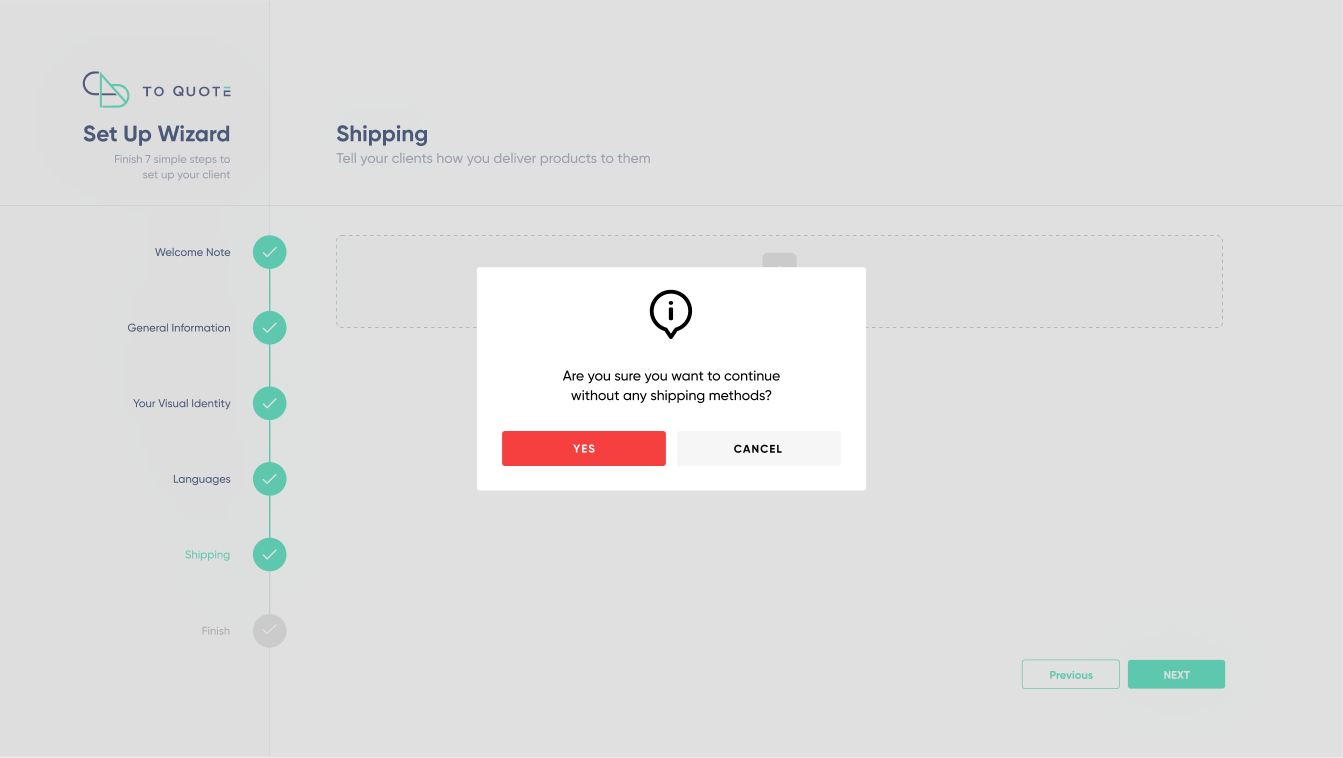 TO QUOTE
Set Up Wizard
Finish 7 simple steps to
set up your client
Shipping
Tell your clients how you deliver products to them
Welcome Note
General Information
Your Visual Identity
Languages
Shipping
Finish
Are you sure you want to continue
without any shipping methods?
YES
CANCEL
Previous
NEXT